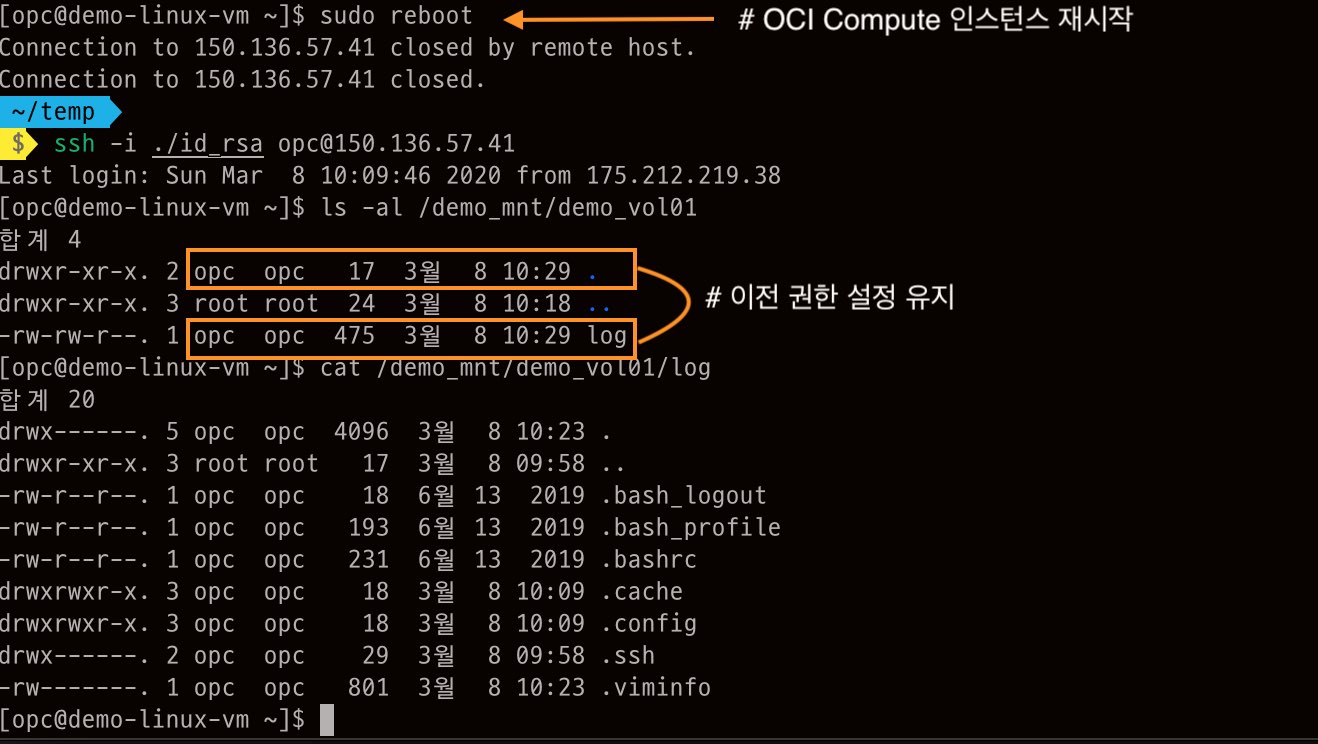 [opc@demo-linux-vm ~]$ sudo reboot # OCI Compute 인스턴스 재시작
Connection to 150.136.57.41 closed by remote host.
Connection to 150.136.57.41 closed.
~/temp
$ ssh -i ./id_rsa opc@150.136.57.41
Last login: Sun Mar  8 10:09:46 2020 from 175.212.219.38
[opc@demo-linux-vm ~]$ ls -al /demo_mnt/demo_vol01
합계 4
drwxr-xr-x. 2 opc  opc   17  3월  8 10:29 .
drwxr-xr-x. 3 root root  24  3월  8 10:18 ..
# 이전 권한 설정 유지
-rw-rw-r--. 1 opc  opc  475  3월  8 10:29 log
[opc@demo-linux-vm ~]$ cat /demo_mnt/demo_vol01/log
합계 20
drwx------. 5 opc  opc  4096  3월  8 10:23 .
drwxr-xr-x. 3 root root   17  3월  8 09:58 ..
-rw-r--r--. 1 opc  opc    18  6월 13  2019 .bash_logout
-rw-r--r--. 1 opc  opc   193  6월 13  2019 .bash_profile
-rw-r--r--. 1 opc  opc   231  6월 13  2019 .bashrc
drwxrwxr-x. 3 opc  opc    18  3월  8 10:09 .cache
drwxrwxr-x. 3 opc  opc    18  3월  8 10:09 .config
drwx------. 2 opc  opc    29  3월  8 09:58 .ssh
-rw-------. 1 opc  opc   801  3월  8 10:23 .viminfo
[opc@demo-linux-vm ~]$